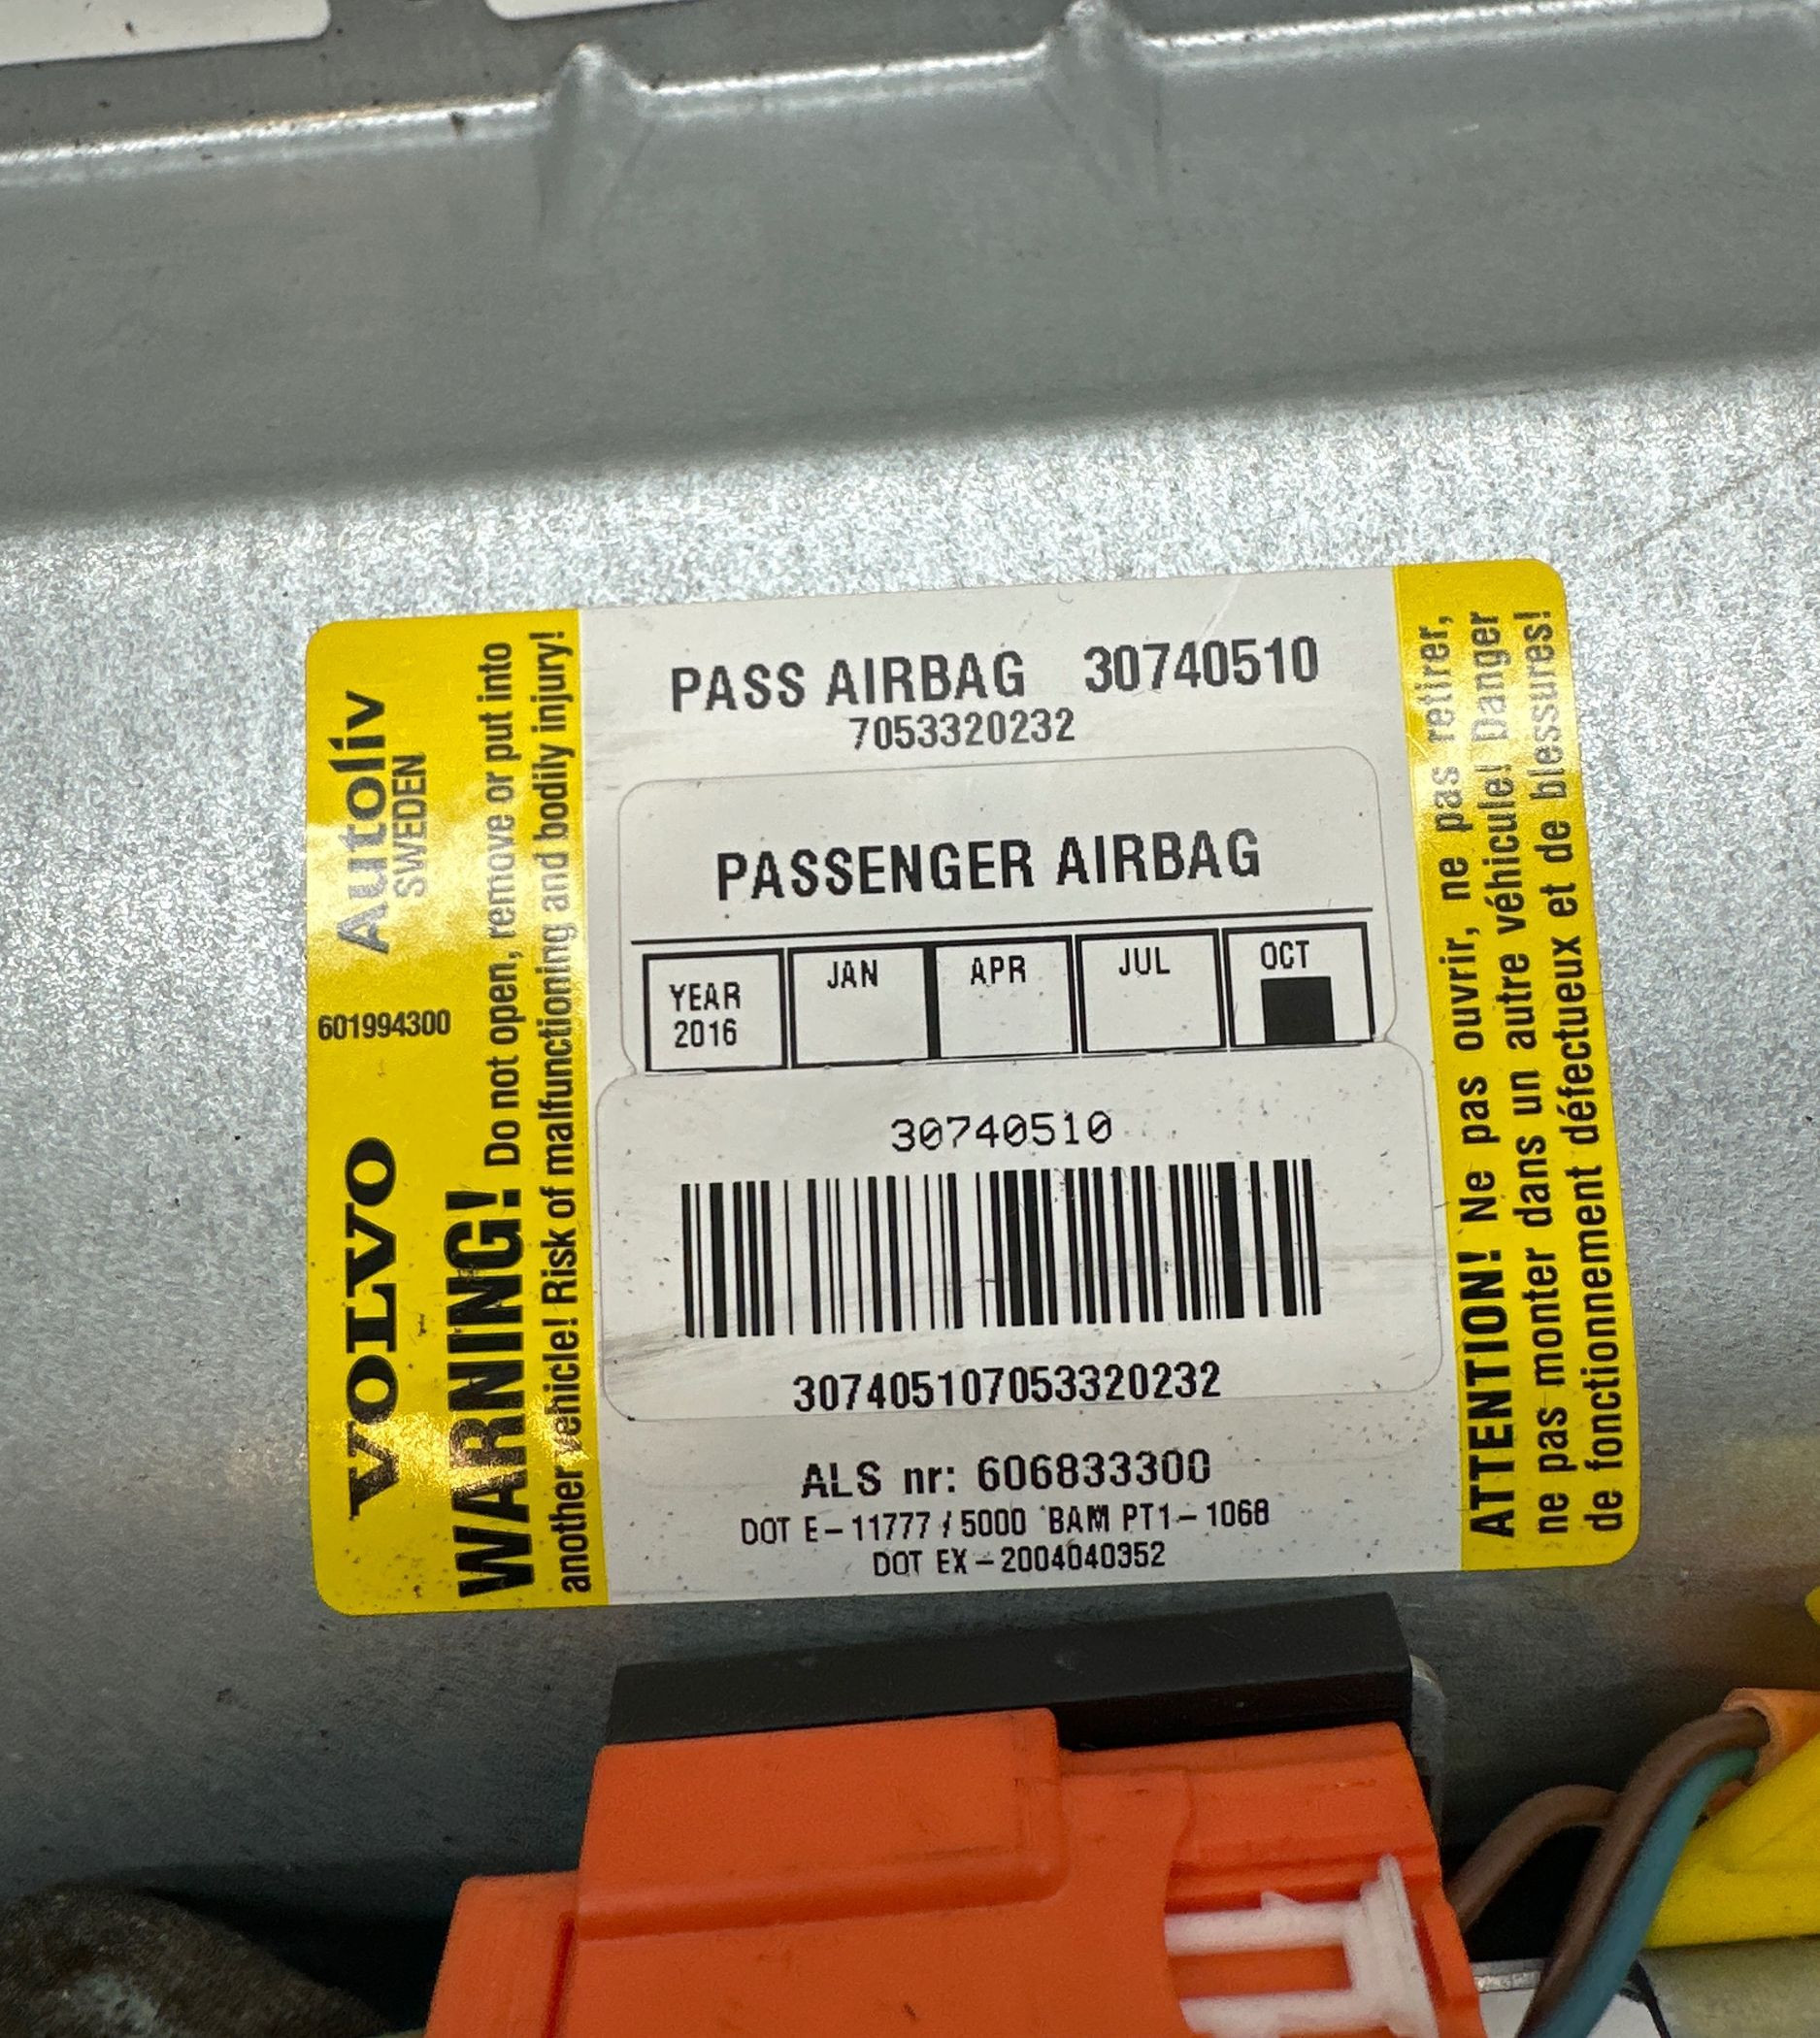 VOLVO 601994300 Autoliv
SWEDEN
WARNING! Do not open, remove or put into
another vehicle! Risk of malfunctioning and bodily injury!
PASS AIRBAG 30740510
7053320232
PASSENGER AIRBAG
YEAR JAN APR JUL OCT
2016
30740510
307405107053320232
ALS nr: 606833300
DOT E-11777 / 5000 BAM PT1-1068
DOT EX-2004040352
ATTENTION! Ne pas ouvrir, ne pas retirer,
ne pas monter dans un autre véhicule! Danger
de fonctionnement défectueux et de blessures!